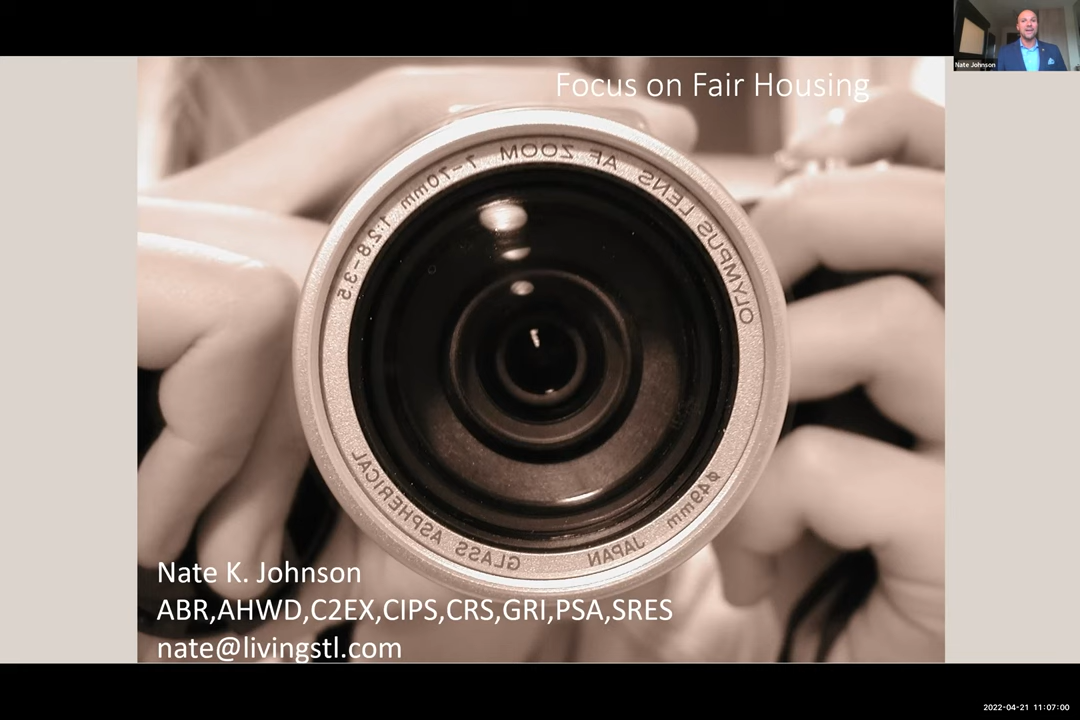 Nate Johnson
Focus on Fair Housing
OLYMPUS LENS AF ZOOM 7-70mm 1:2.8-3.5
GLASS ASPHERICAL
JAPAN ø49mm
Nate K. Johnson
ABR,AHWD,C2EX,CIPS,CRS,GRI,PSA,SRES
nate@livingstl.com
2022-04-21 11:07:00